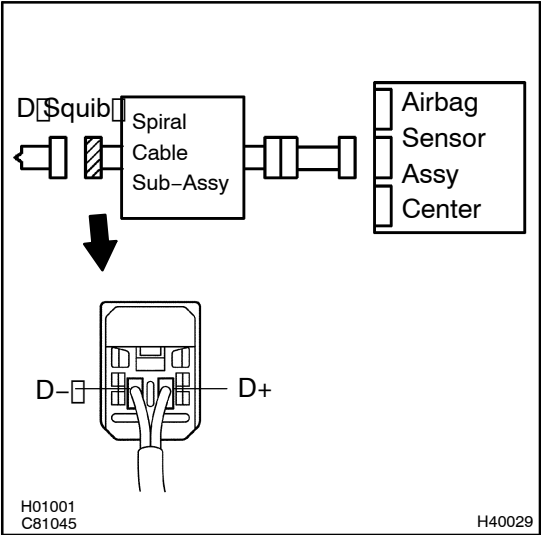 D▯Squib▯
Spiral
Cable
Sub−Assy
Airbag
Sensor
Assy
Center
D−▯
D+
H01001
C81045
H40029